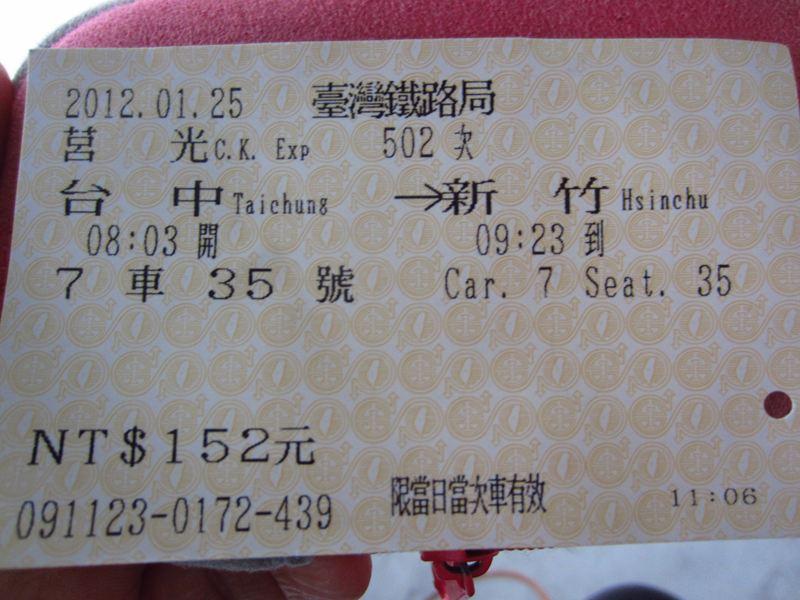 2012.01.25 臺灣鐵路局
莒光C.K. Exp 502 次
台中Taichung →新竹Hsinchu
08:03 開 09:23 到
7 車 35 號 Car. 7 Seat. 35
NT$152元
限當日當次車有效 11:06
091123-0172-439